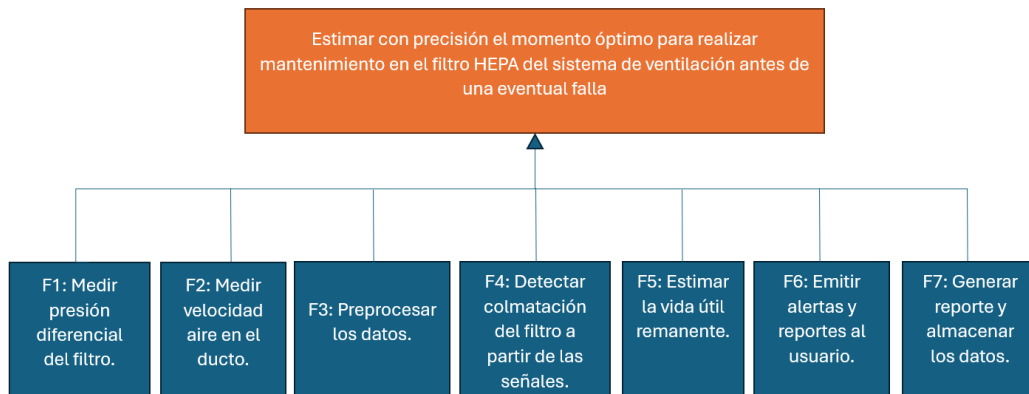 Estimar con precisión el momento óptimo para realizar
mantenimiento en el filtro HEPA del sistema de ventilación antes de
una eventual falla
F1: Medir
presión
diferencial
del filtro.
F2: Medir
velocidad
aire en el
ducto.
F3: Preprocesar
los datos.
F4: Detectar
colmatación
del filtro a
partir de las
señales.
F5: Estimar
la vida útil
remanente.
F6: Emitir
alertas y
reportes al
usuario.
F7: Generar
reporte y
almacenar
los datos.